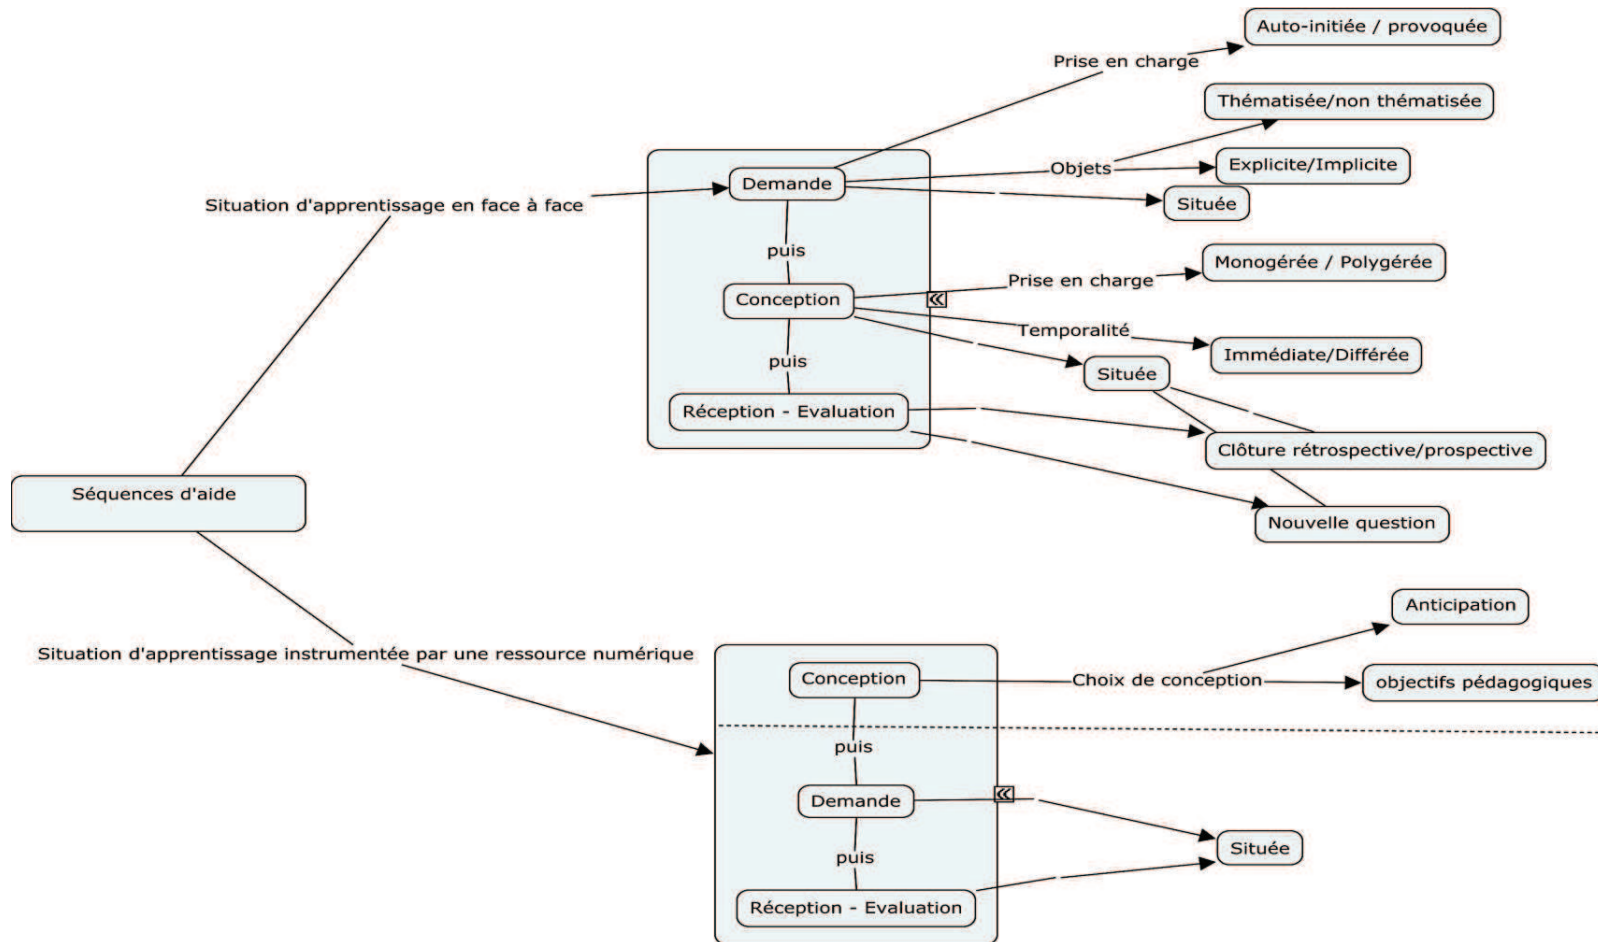 Auto-initiée / provoquée
Prise en charge
Thématisée/non thématisée
Objets
Explicite/Implicite
Demande
Située
Situation d'apprentissage en face à face
puis
Monogérée / Polygérée
Prise en charge
Conception
Temporalité
Immédiate/Différée
puis
Située
Réception - Evaluation
Clôture rétrospective/prospective
Séquences d'aide
Nouvelle question
Anticipation
Situation d'apprentissage instrumentée par une ressource numérique
Conception
Choix de conception
objectifs pédagogiques
puis
Demande
Située
puis
Réception - Evaluation